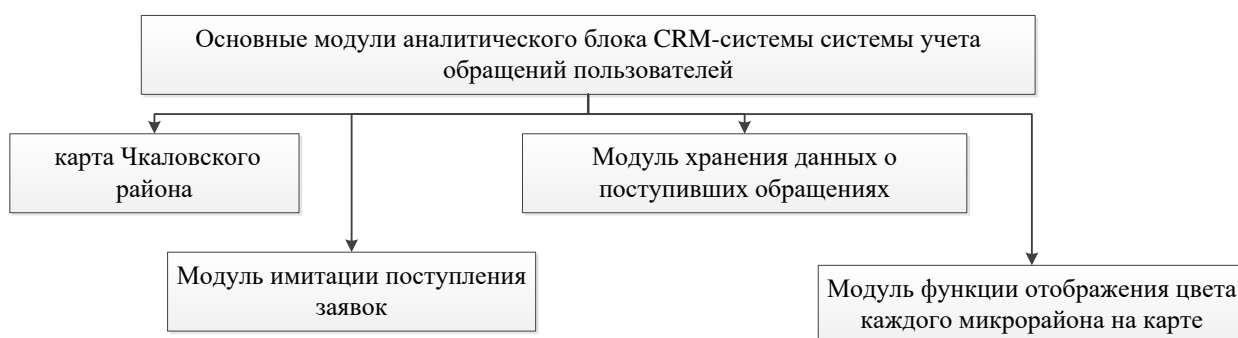 Основные модули аналитического блока CRM-системы системы учета
обращений пользователей
карта Чкаловского
района
Модуль хранения данных о
поступивших обращениях
Модуль имитации поступления
заявок
Модуль функции отображения цвета
каждого микрорайона на карте